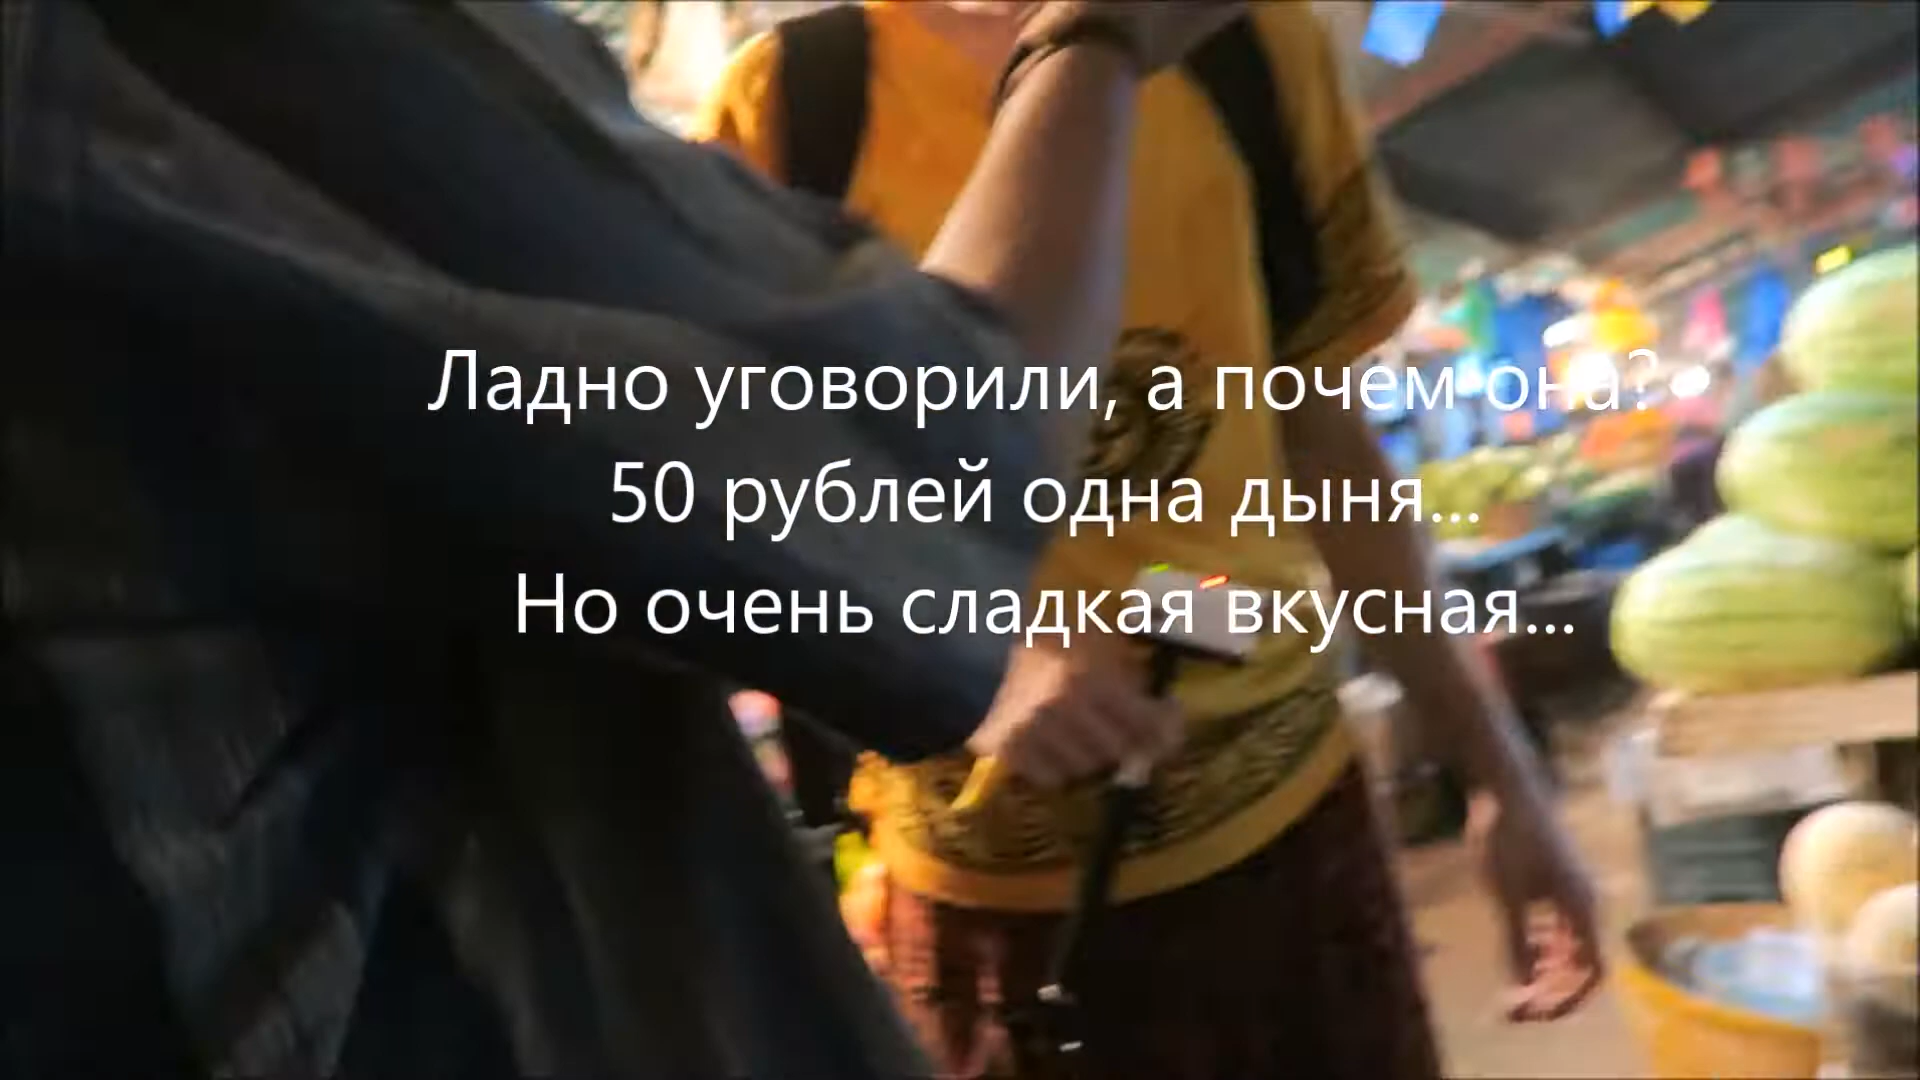 Ладно уговорили, а почем она?
50 рублей одна дыня...
Но очень сладкая вкусная...